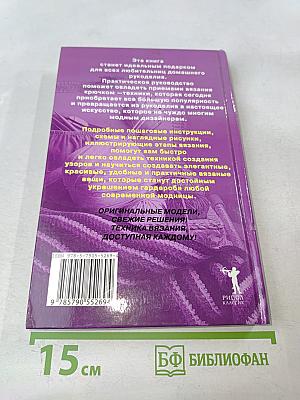 Эта книга
станет идеальным подарком
для всех любительниц домашнего
рукоделия.
Практическое руководство
поможет овладеть приемами вязания
крючком — техники, которая сегодня
приобретает все большую популярность
и превращается из рукоделия в настоящее
искусство, которое не чуждо многим
модным дизайнерам.
Подробные пошаговые инструкции,
схемы и наглядные рисунки,
иллюстрирующие этапы вязания,
помогут вам быстро
и легко овладеть техникой создания
узоров и научиться создавать элегантные,
красивые, удобные и практичные вязаные
вещи, которые станут достойным
украшением гардероба любой
современной модницы.
ОРИГИНАЛЬНЫЕ МОДЕЛИ,
СВЕЖИЕ РЕШЕНИЯ,
ТЕХНИКА ВЯЗАНИЯ,
ДОСТУПНАЯ КАЖДОМУ!
РИПОЛ
КЛАССИК
15 см
БФ БИБЛИОФАН